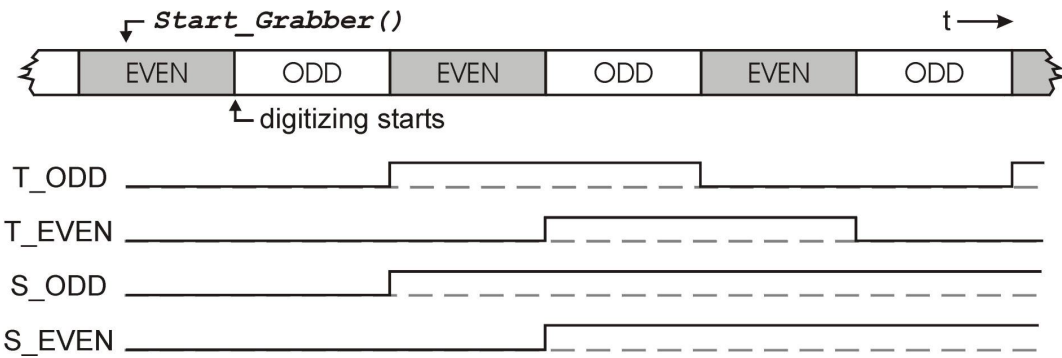 Start_Grabber()
t
EVEN ODD EVEN ODD EVEN ODD
digitizing starts
T_ODD
T_EVEN
S_ODD
S_EVEN